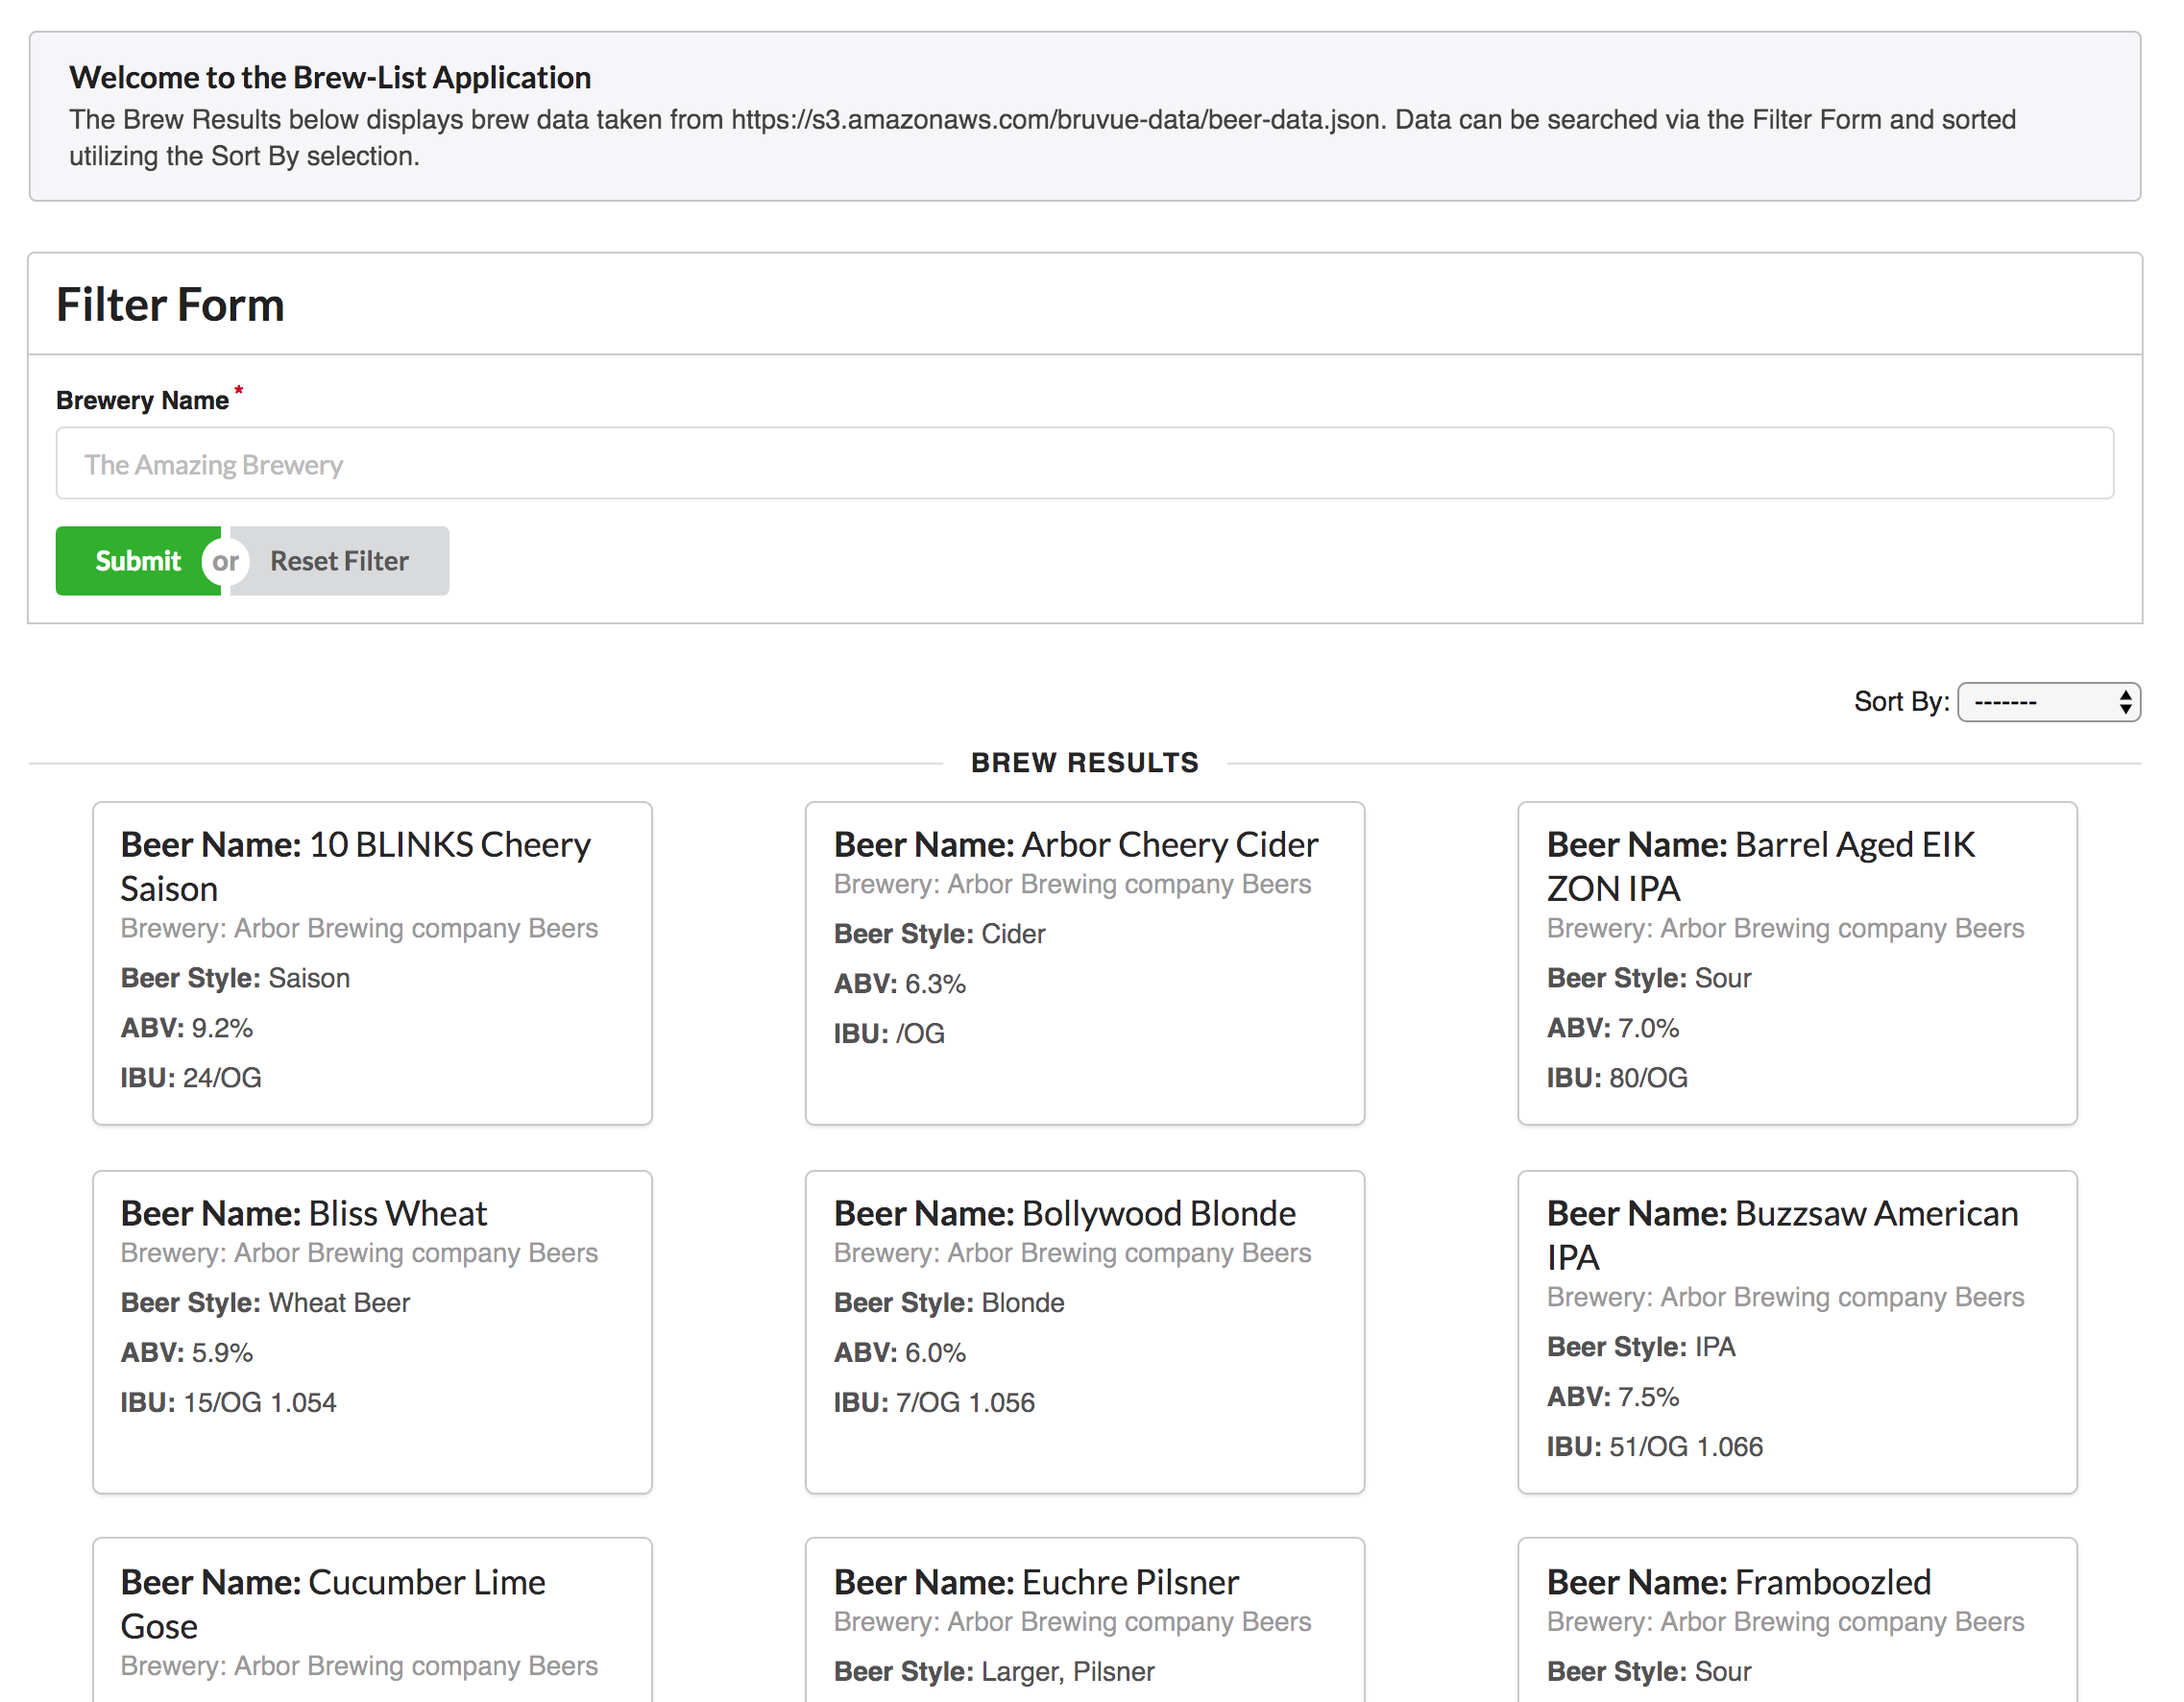 Welcome to the Brew-List Application
The Brew Results below displays brew data taken from https://s3.amazonaws.com/bruvue-data/beer-data.json. Data can be searched via the Filter Form and sorted
utilizing the Sort By selection.
Filter Form
Brewery Name *
The Amazing Brewery
Submit or Reset Filter
Sort By: -------
BREW RESULTS
Beer Name: 10 BLINKS Cheery
Saison
Brewery: Arbor Brewing company Beers
Beer Style: Saison
ABV: 9.2%
IBU: 24/OG
Beer Name: Arbor Cheery Cider
Brewery: Arbor Brewing company Beers
Beer Style: Cider
ABV: 6.3%
IBU: /OG
Beer Name: Barrel Aged EIK
ZON IPA
Brewery: Arbor Brewing company Beers
Beer Style: Sour
ABV: 7.0%
IBU: 80/OG
Beer Name: Bliss Wheat
Brewery: Arbor Brewing company Beers
Beer Style: Wheat Beer
ABV: 5.9%
IBU: 15/OG 1.054
Beer Name: Bollywood Blonde
Brewery: Arbor Brewing company Beers
Beer Style: Blonde
ABV: 6.0%
IBU: 7/OG 1.056
Beer Name: Buzzsaw American
IPA
Brewery: Arbor Brewing company Beers
Beer Style: IPA
ABV: 7.5%
IBU: 51/OG 1.066
Beer Name: Cucumber Lime
Gose
Brewery: Arbor Brewing company Beers
Beer Name: Euchre Pilsner
Brewery: Arbor Brewing company Beers
Beer Style: Larger, Pilsner
Beer Name: Framboozled
Brewery: Arbor Brewing company Beers
Beer Style: Sour